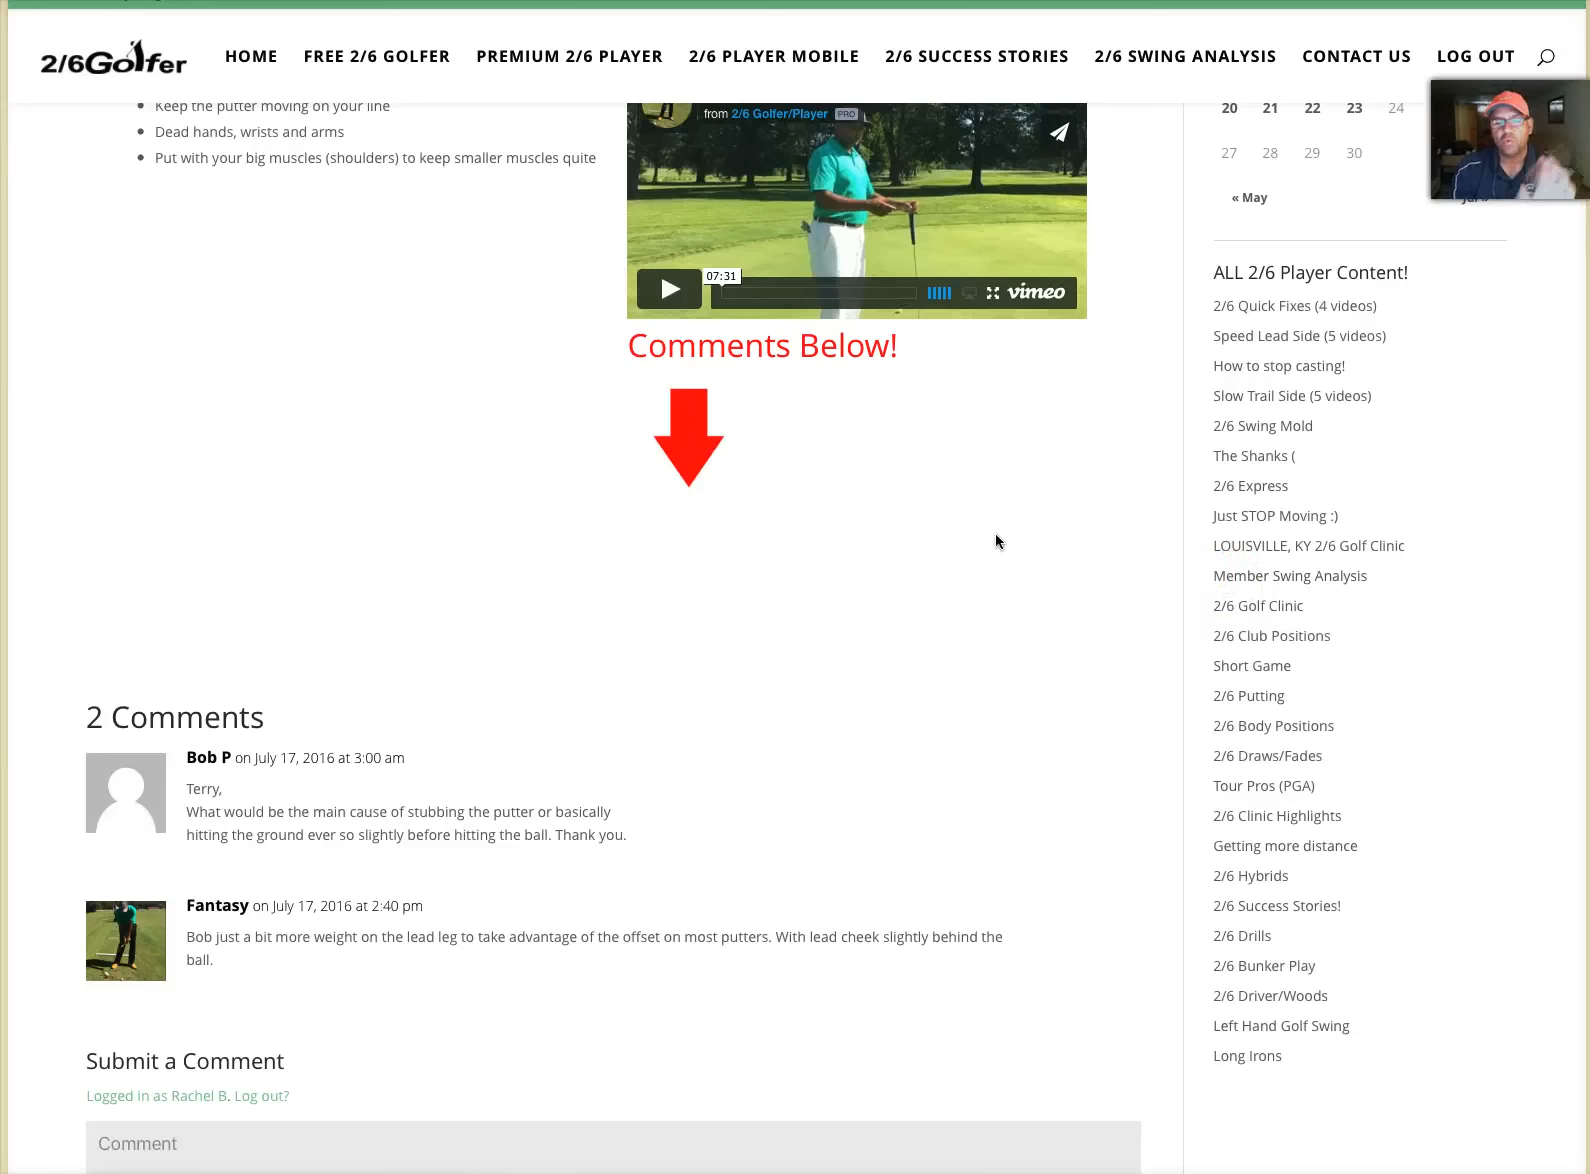 2/6Golfer
HOME FREE 2/6 GOLFER PREMIUM 2/6 PLAYER 2/6 PLAYER MOBILE 2/6 SUCCESS STORIES 2/6 SWING ANALYSIS CONTACT US LOG OUT
Keep the putter moving on your line
Dead hands, wrists and arms
Put with your big muscles (shoulders) to keep smaller muscles quite
from 2/6 Golfer/Player PRO
07:31
vimeo
Comments Below!
2 Comments
Bob P on July 17, 2016 at 3:00 am
Terry,
What would be the main cause of stubbing the putter or basically
hitting the ground ever so slightly before hitting the ball. Thank you.
Fantasy on July 17, 2016 at 2:40 pm
Bob just a bit more weight on the lead leg to take advantage of the offset on most putters. With lead cheek slightly behind the
ball.
Submit a Comment
Logged in as Rachel B. Log out?
Comment
20 21 22 23 24
27 28 29 30
« May
ALL 2/6 Player Content!
2/6 Quick Fixes (4 videos)
Speed Lead Side (5 videos)
How to stop casting!
Slow Trail Side (5 videos)
2/6 Swing Mold
The Shanks (
2/6 Express
Just STOP Moving :)
LOUISVILLE, KY 2/6 Golf Clinic
Member Swing Analysis
2/6 Golf Clinic
2/6 Club Positions
Short Game
2/6 Putting
2/6 Body Positions
2/6 Draws/Fades
Tour Pros (PGA)
2/6 Clinic Highlights
Getting more distance
2/6 Hybrids
2/6 Success Stories!
2/6 Drills
2/6 Bunker Play
2/6 Driver/Woods
Left Hand Golf Swing
Long Irons